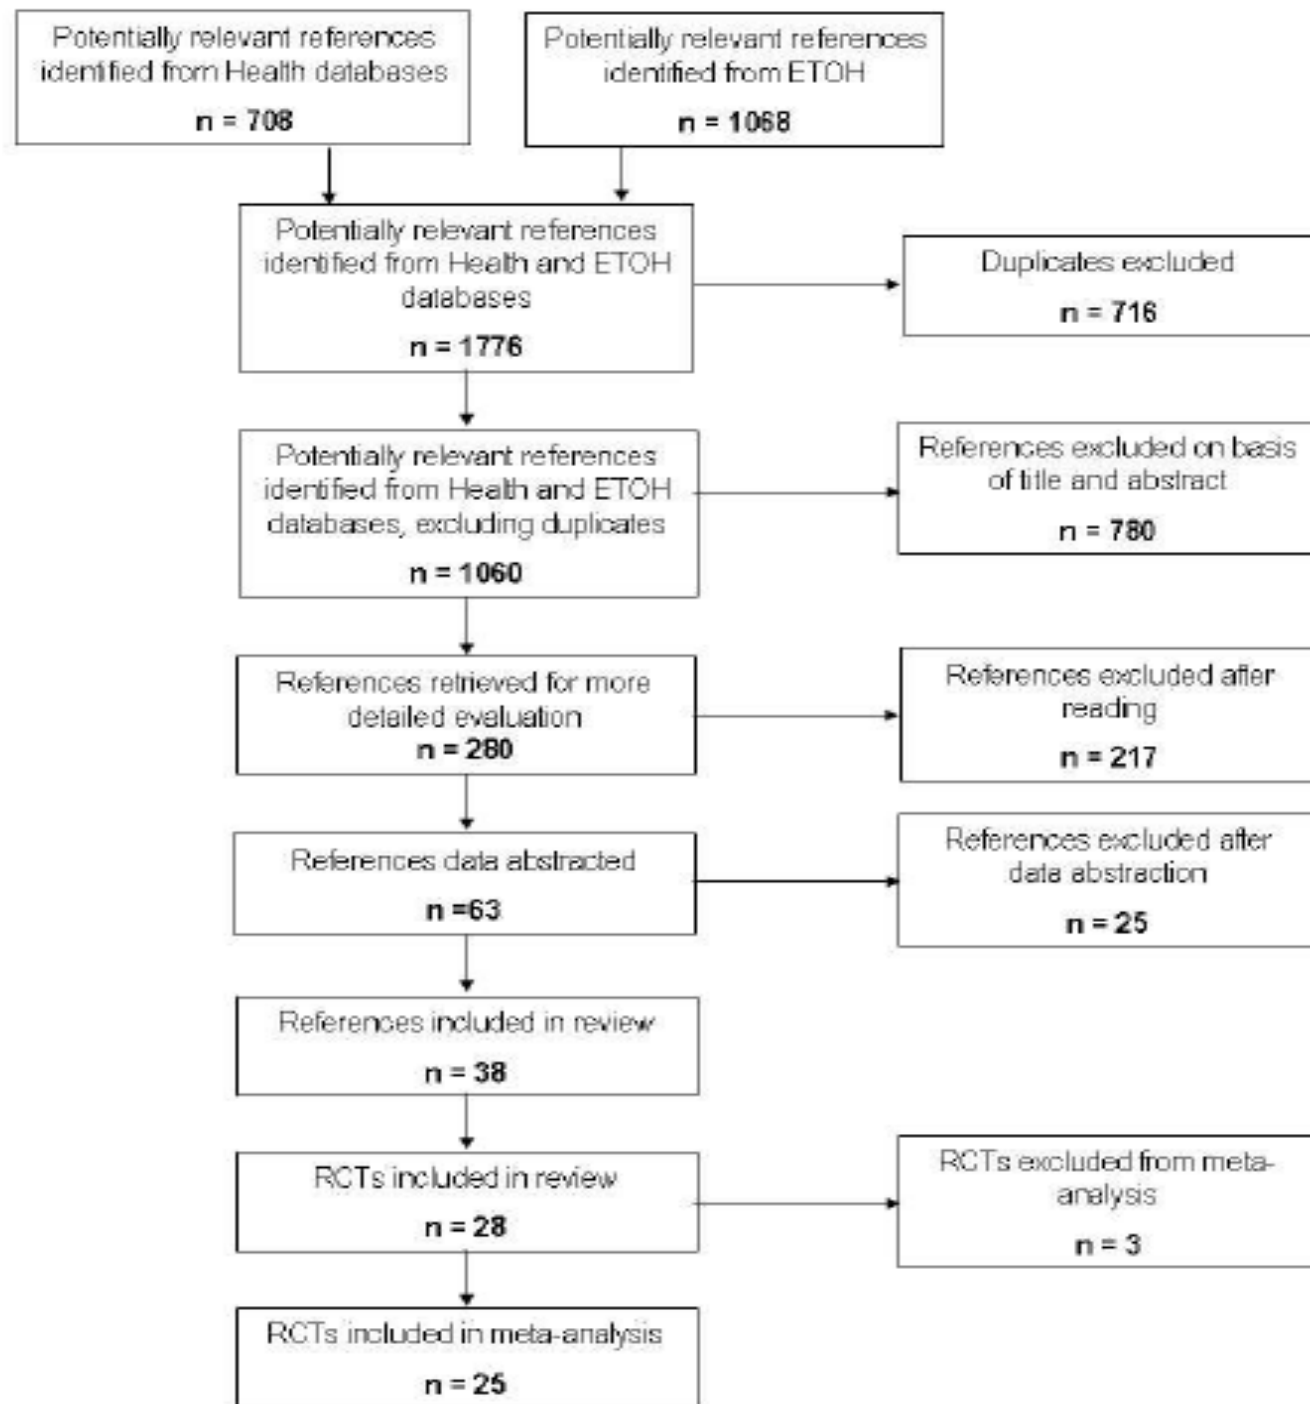 Potentially relevant references
identified from Health databases
n = 708
Potentially relevant references
identified from ETOH
n = 1068
Potentially relevant references
identified from Health and ETOH
databases
n = 1776
Duplicates excluded
n = 716
Potentially relevant references
identified from Health and ETOH
databases, excluding duplicates
n = 1060
References excluded on basis
of title and abstract
n = 780
References retrieved for more
detailed evaluation
n = 280
References excluded after
reading
n = 217
References data abstracted
n =63
References excluded after
data abstraction
n = 25
References included in review
n = 38
RCTs included in review
n = 28
RCTs excluded from meta-
analysis
n = 3
RCTs included in meta-analysis
n = 25